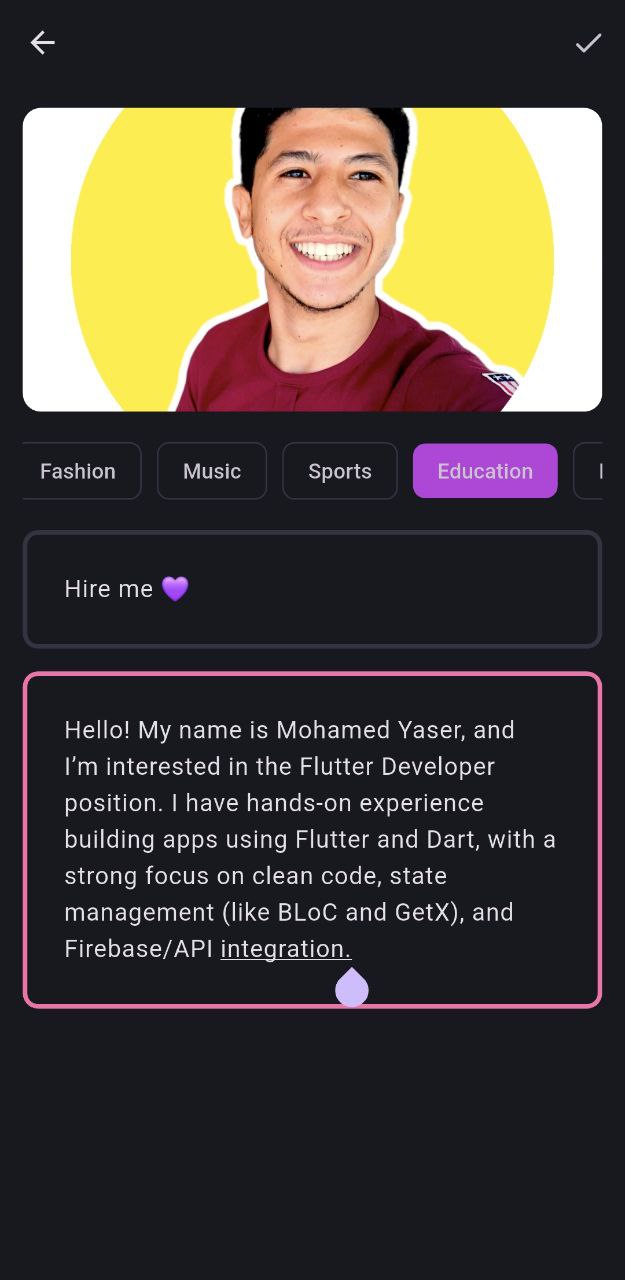 Fashion
Music
Sports
Education
Hire me 💜
Hello! My name is Mohamed Yaser, and
I’m interested in the Flutter Developer
position. I have hands-on experience
building apps using Flutter and Dart, with a
strong focus on clean code, state
management (like BLoC and GetX), and
Firebase/API integration.